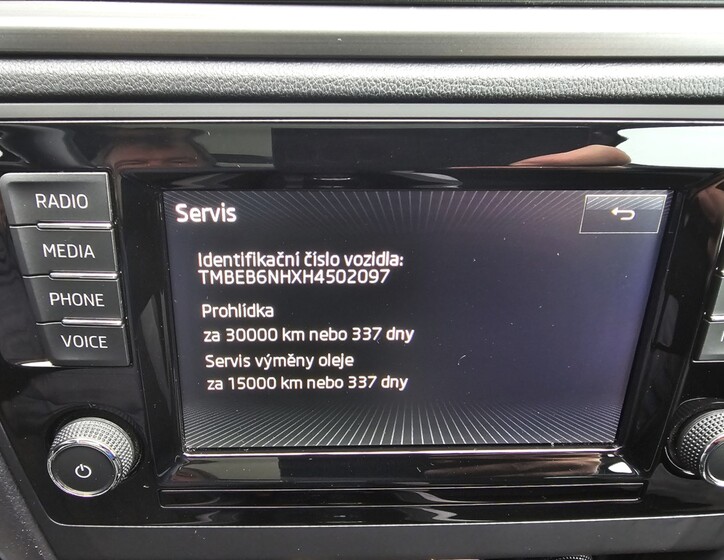 RADIO
MEDIA
PHONE
VOICE
Servis
Identifikační číslo vozidla:
TMBEB6NHXH4502097
Prohlídka
za 30000 km nebo 337 dny
Servis výměny oleje
za 15000 km nebo 337 dny